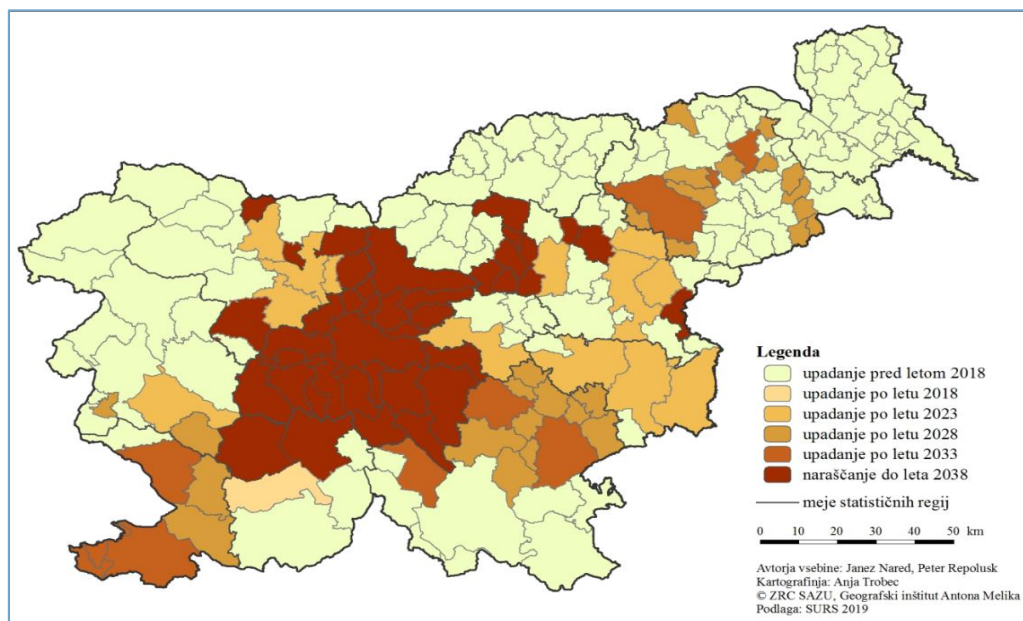 Legenda
upadanje pred letom 2018
upadanje po letu 2018
upadanje po letu 2023
upadanje po letu 2028
upadanje po letu 2033
naraščanje do leta 2038
meje statističnih regij
0 10 20 30 40 50 km
Avtorja vsebine: Janez Nared, Peter Repolusk
Kartografinja: Anja Trobec
© ZRC SAZU, Geografski inštitut Antona Melika
Podlaga: SURS 2019